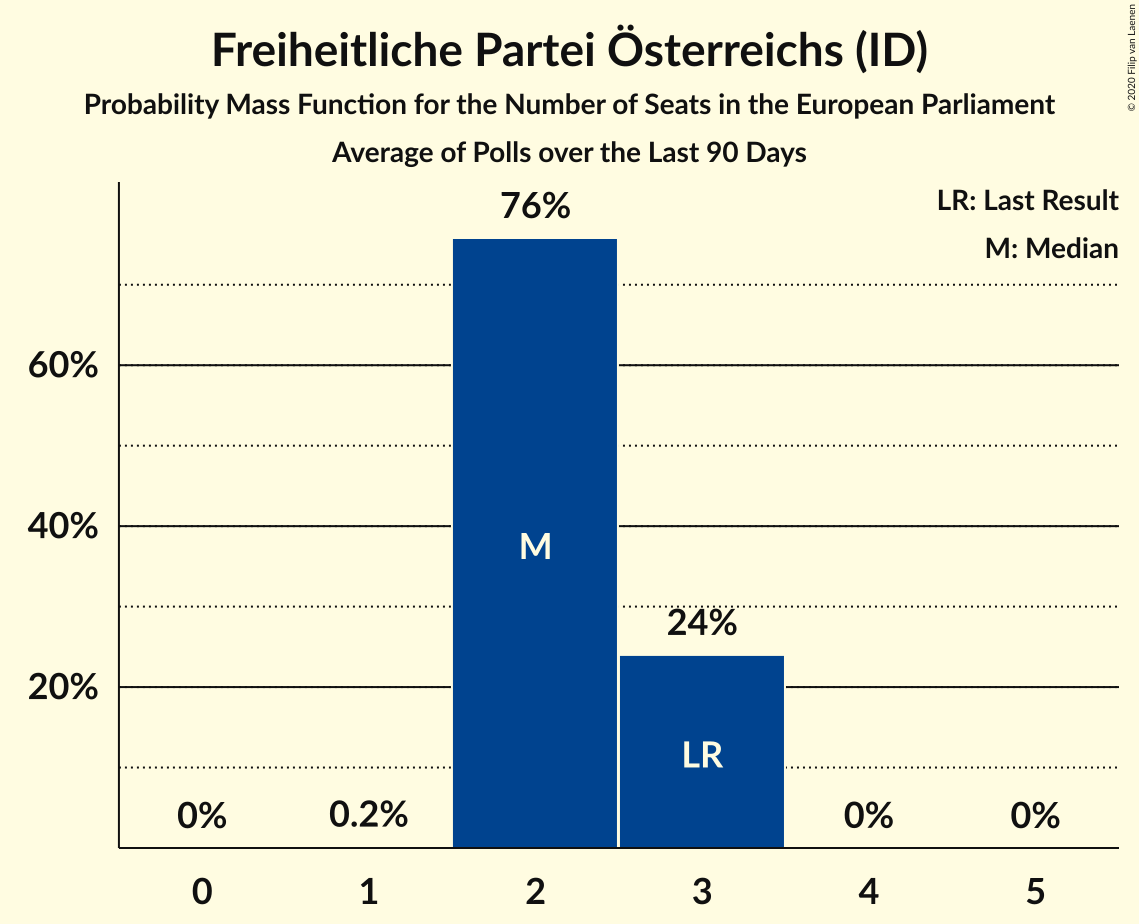 Freiheitliche Partei Österreichs (ID)
Probability Mass Function for the Number of Seats in the European Parliament
Average of Polls over the Last 90 Days
© 2020 Filip van Laenen
LR: Last Result
M: Median
76%
60%
40%
M
24%
20%
LR
0%
0.2%
0%
0%
0 1 2 3 4 5